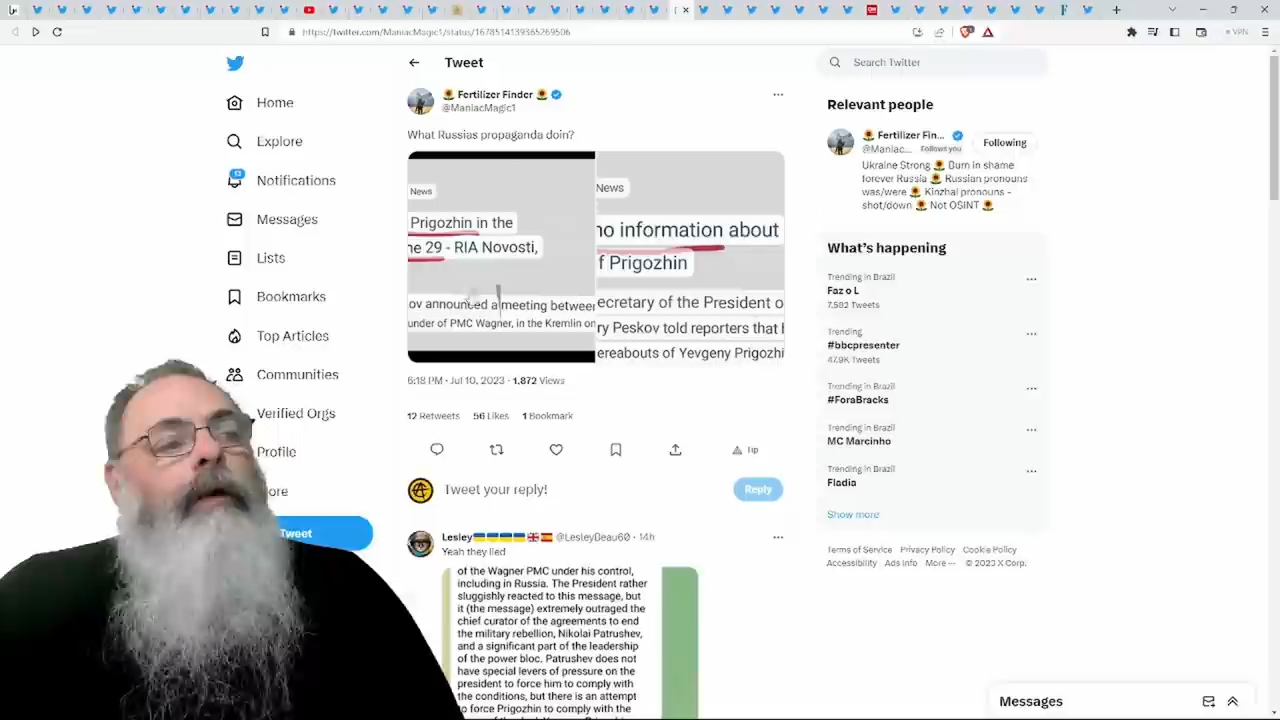 https://twitter.com/ManiacMagic1/status/1678514139365269506
VPN
Home
Explore
Notifications
Messages
Lists
Bookmarks
Top Articles
Communities
Verified Orgs
Profile
ore
Tweet
Tweet
Fertilizer Finder
@ManiacMagic1
What Russias propaganda doin?
News
Prigozhin in the
ne 29 - RIA Novosti,
ov announced a meeting between
under of PMC Wagner, in the Kremlin on
News
no information about
f Prigozhin
ecretary of the President o
ry Peskov told reporters that h
ereabouts of Yevgeny Prigozhi
6:18 PM · Jul 10, 2023 · 1,872 Views
12 Retweets 56 Likes 1 Bookmark
Tip
Tweet your reply!
Reply
Lesley @LesleyBeau60 · 14h
Yeah they lied
of the Wagner PMC under his control,
including in Russia. The President rather
sluggishly reacted to this message, but
it (the message) extremely outraged the
chief curator of the agreements to end
the military rebellion, Nikolai Patrushev,
and a significant part of the leadership
of the power bloc. Patrushev does not
have special levels of pressure on the
president to force him to comply with
the conditions, but there is an attempt
to force Prigozhin to comply with the
Search Twitter
Relevant people
Fertilizer Fin...
@Maniac... Follows you
Following
Ukraine Strong Burn in shame
forever Russia Russian pronouns
was/were Kinzhal pronouns -
shot/down Not OSINT
What's happening
Trending in Brazil
Faz o L
7,582 Tweets
Trending
#bbcpresenter
47.9K Tweets
Trending in Brazil
#ForaBracks
Trending in Brazil
MC Marcinho
Trending in Brazil
Fladia
Show more
Terms of Service Privacy Policy Cookie Policy
Accessibility Ads info More ··· © 2023 X Corp.
Messages